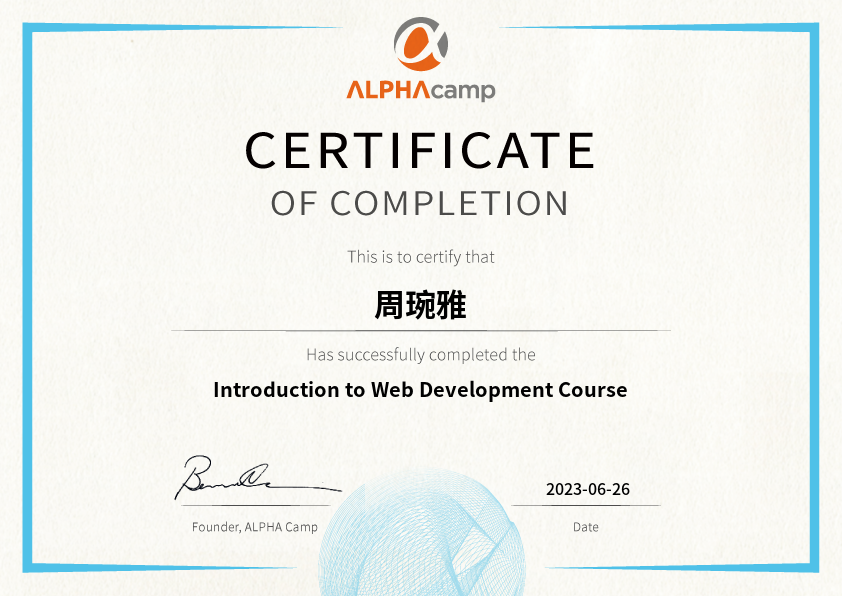 ALPHAcamp
CERTIFICATE
OF COMPLETION
This is to certify that
周琬雅
Has successfully completed the
Introduction to Web Development Course
2023-06-26
Founder, ALPHA Camp
Date